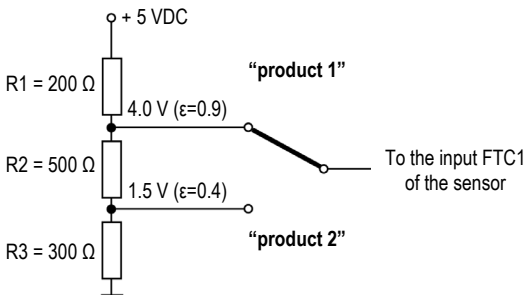 + 5 VDC
“product 1”
R1 = 200 Ω
4.0 V (ε=0.9)
To the input FTC1
of the sensor
R2 = 500 Ω
1.5 V (ε=0.4)
“product 2”
R3 = 300 Ω